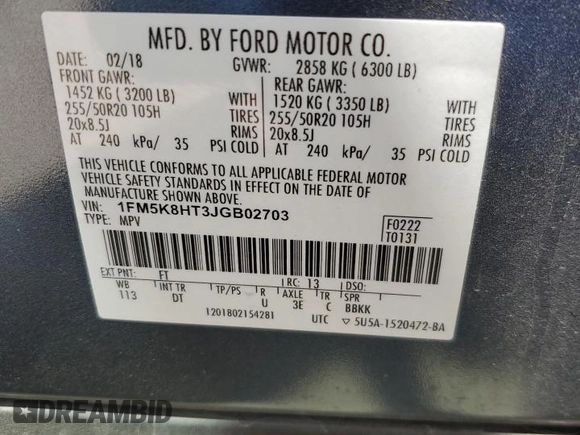 MFD. BY FORD MOTOR CO.
DATE: 02/18 GVWR: 2858 KG ( 6300 LB)
FRONT GAWR: REAR GAWR:
1452 KG ( 3200 LB) WITH 1520 KG ( 3350 LB) WITH
255/50R20 105H TIRES 255/50R20 105H TIRES
20x8.5J RIMS 20x8.5J RIMS
AT 240 kPa/ 35 PSI COLD AT 240 kPa/ 35 PSI COLD
THIS VEHICLE CONFORMS TO ALL APPLICABLE FEDERAL MOTOR
VEHICLE SAFETY STANDARDS IN EFFECT ON THE DATE OF
MANUFACTURE SHOWN ABOVE.
VIN: 1FM5K8HT3JGB02703 F0222
TYPE: MPV T0131
EXT PNT: FT RC: 13 DSO:
WB INT TR TP/PS R AXLE TR SPR
113 DT U 3E C BBKK
1201802154281 UTC ▽ 5U5A-1520472-BA
DREAMBID